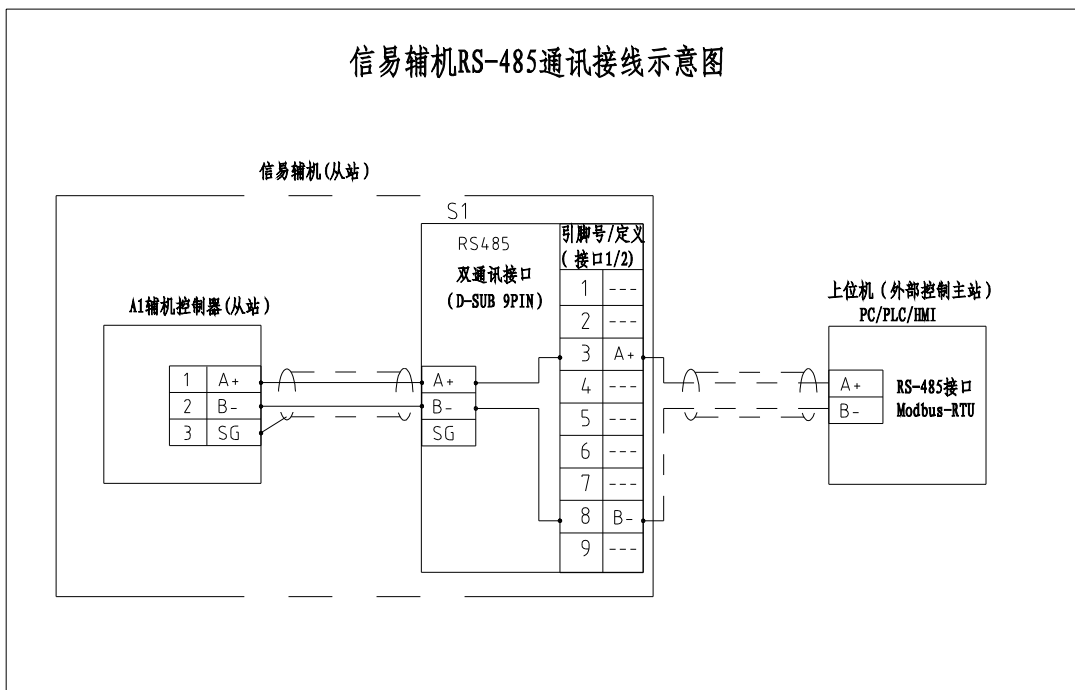 信易辅机RS-485通讯接线示意图
信易辅机(从站)
S1
RS485
双通讯接口
(D-SUB 9PIN)
引脚号/定义
(接口1/2)
1 ---
2 ---
3 A+
4 ---
5 ---
6 ---
7 ---
8 B-
9 ---
A1辅机控制器(从站)
1 A+
2 B-
3 SG
A+
B-
SG
上位机(外部控制主站)
PC/PLC/HMI
A+
B-
RS-485接口
Modbus-RTU